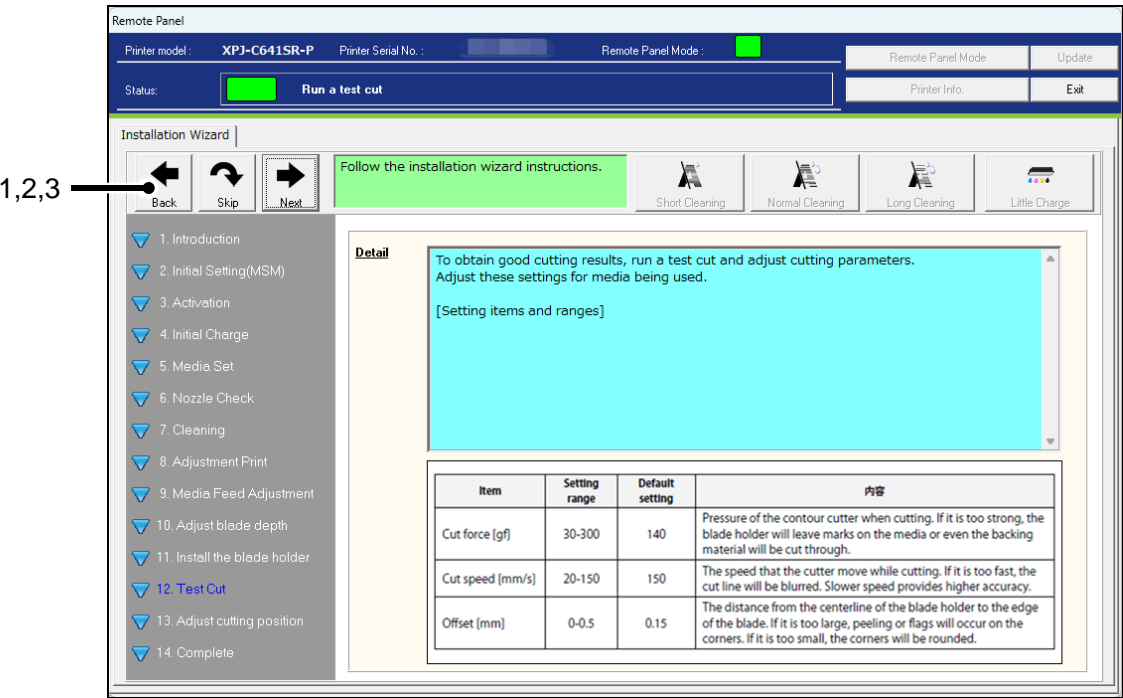 Remote Panel
Printer model : XPJ-C641SR-P Printer Serial No. : Remote Panel Mode :
Remote Panel Mode Update
Status: Run a test cut Printer Info. Exit
Installation Wizard
1,2,3
Back Skip Next
Follow the installation wizard instructions.
Short Cleaning Normal Cleaning Long Cleaning Little Charge
1. Introduction
2. Initial Setting(MSM)
3. Activation
4. Initial Charge
5. Media Set
6. Nozzle Check
7. Cleaning
8. Adjustment Print
9. Media Feed Adjustment
10. Adjust blade depth
11. Install the blade holder
12. Test Cut
13. Adjust cutting position
14. Complete
Detail
To obtain good cutting results, run a test cut and adjust cutting parameters.
Adjust these settings for media being used.
[Setting items and ranges]
Item Setting range Default setting 内容
Cut force [gf] 30-300 140 Pressure of the contour cutter when cutting. If it is too strong, the
blade holder will leave marks on the media or even the backing
material will be cut through.
Cut speed [mm/s] 20-150 150 The speed that the cutter move while cutting. If it is too fast, the
cut line will be blurred. Slower speed provides higher accuracy.
Offset [mm] 0-0.5 0.15 The distance from the centerline of the blade holder to the edge
of the blade. If it is too large, peeling or flags will occur on the
corners. If it is too small, the corners will be rounded.